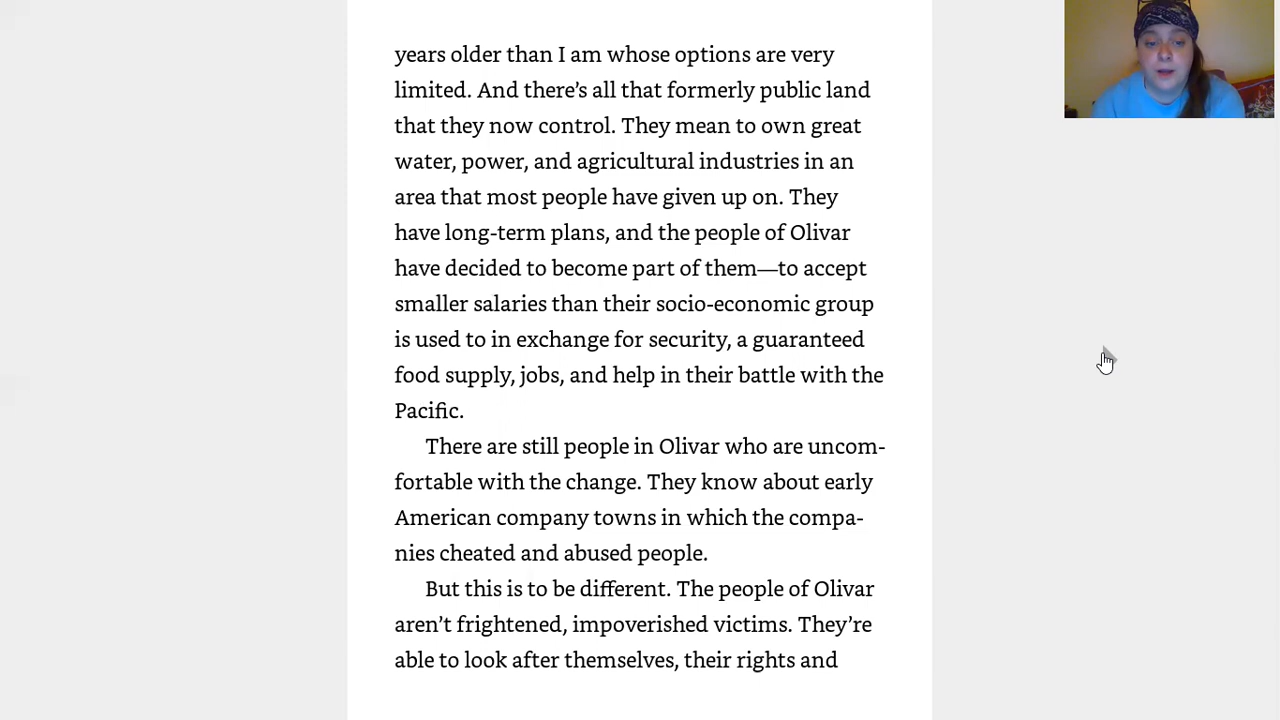 years older than I am whose options are very
limited. And there’s all that formerly public land
that they now control. They mean to own great
water, power, and agricultural industries in an
area that most people have given up on. They
have long-term plans, and the people of Olivar
have decided to become part of them—to accept
smaller salaries than their socio-economic group
is used to in exchange for security, a guaranteed
food supply, jobs, and help in their battle with the
Pacific.
There are still people in Olivar who are uncom-
fortable with the change. They know about early
American company towns in which the compa-
nies cheated and abused people.
But this is to be different. The people of Olivar
aren’t frightened, impoverished victims. They’re
able to look after themselves, their rights and